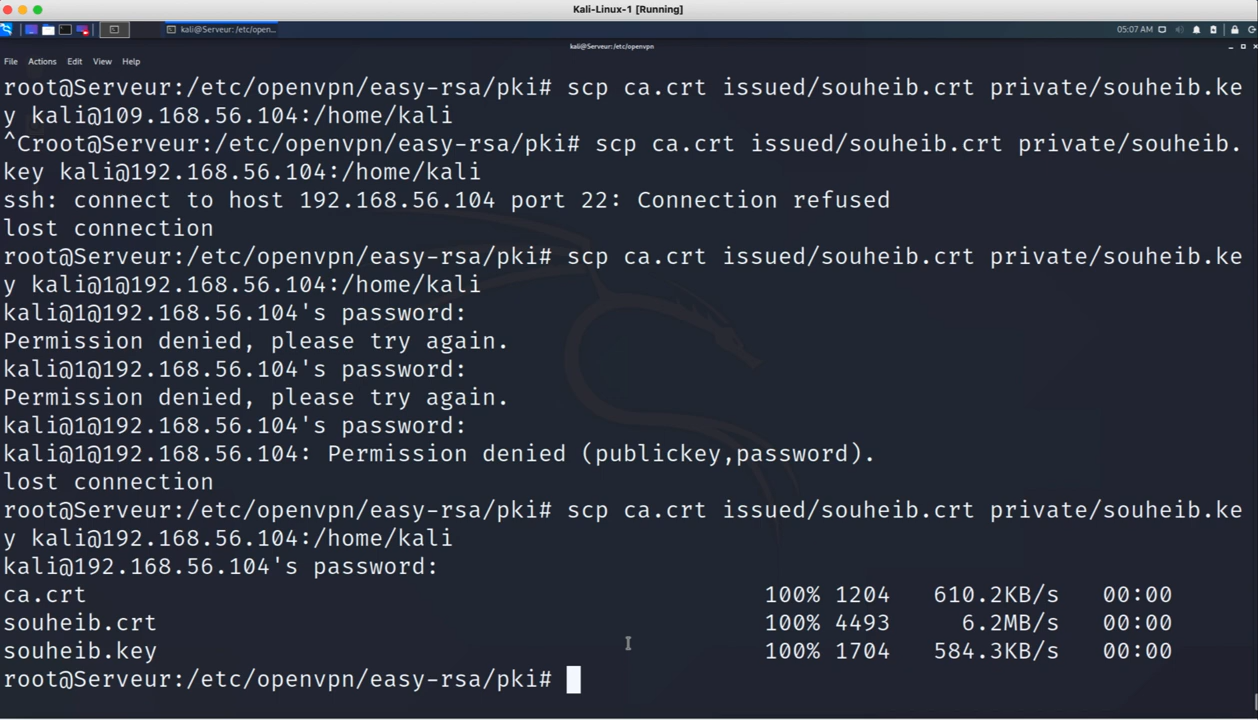 Kali-Linux-1 [Running]
kali@Serveur: /etc/open...
05:07 AM
kali@Serveur:/etc/openvpn
File Actions Edit View Help
root@Serveur:/etc/openvpn/easy-rsa/pki# scp ca.crt issued/souheib.crt private/souheib.ke
y kali@109.168.56.104:/home/kali
^Croot@Serveur:/etc/openvpn/easy-rsa/pki# scp ca.crt issued/souheib.crt private/souheib.
key kali@192.168.56.104:/home/kali
ssh: connect to host 192.168.56.104 port 22: Connection refused
lost connection
root@Serveur:/etc/openvpn/easy-rsa/pki# scp ca.crt issued/souheib.crt private/souheib.ke
y kali@1@192.168.56.104:/home/kali
kali@1@192.168.56.104's password:
Permission denied, please try again.
kali@1@192.168.56.104's password:
Permission denied, please try again.
kali@1@192.168.56.104's password:
kali@1@192.168.56.104: Permission denied (publickey,password).
lost connection
root@Serveur:/etc/openvpn/easy-rsa/pki# scp ca.crt issued/souheib.crt private/souheib.ke
y kali@192.168.56.104:/home/kali
kali@192.168.56.104's password:
ca.crt 100% 1204 610.2KB/s 00:00
souheib.crt 100% 4493 6.2MB/s 00:00
souheib.key 100% 1704 584.3KB/s 00:00
root@Serveur:/etc/openvpn/easy-rsa/pki#